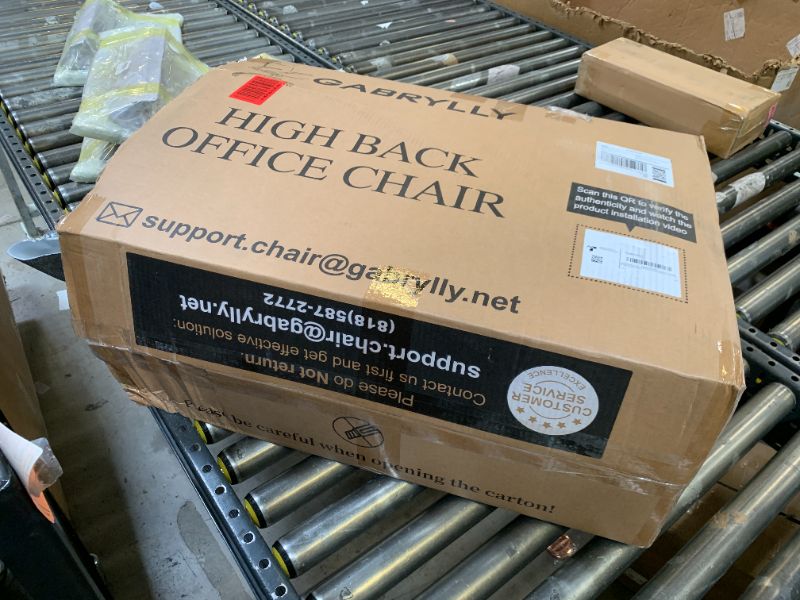 GABRYLLY
HIGH BACK
OFFICE CHAIR
support.chair@gabrylly.net
Scan this QR to verify the
authenticity and watch the
product installation video
Please do Not return.
Contact us first and get effective solution:
support.chair@gabrylly.net
(818)587-2772
CUSTOMER
SERVICE
EXCELLENCE
Please be careful when opening the carton!